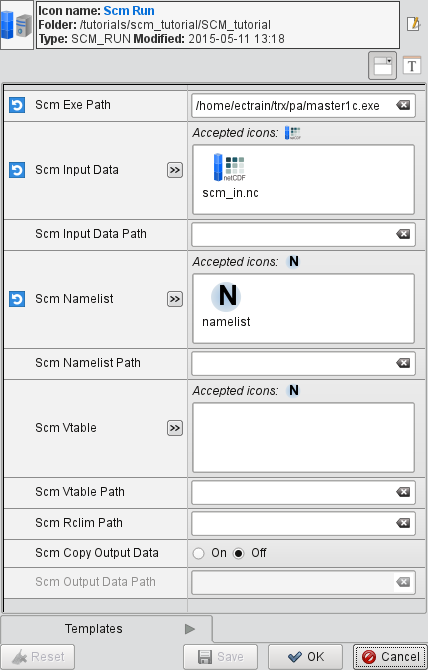 Icon name: Scm Run
Folder: /tutorials/scm_tutorial/SCM_tutorial
Type: SCM_RUN Modified: 2015-05-11 13:18
T
Scm Exe Path
/home/ectrain/trx/pa/master1c.exe
Accepted icons: netCDF
Scm Input Data
>>
netCDF
scm_in.nc
Scm Input Data Path
Accepted icons: N
Scm Namelist
>>
N
namelist
Scm Namelist Path
Accepted icons: N
Scm Vtable
>>
Scm Vtable Path
Scm Rclim Path
Scm Copy Output Data
On Off
Scm Output Data Path
Templates
Reset Save OK Cancel